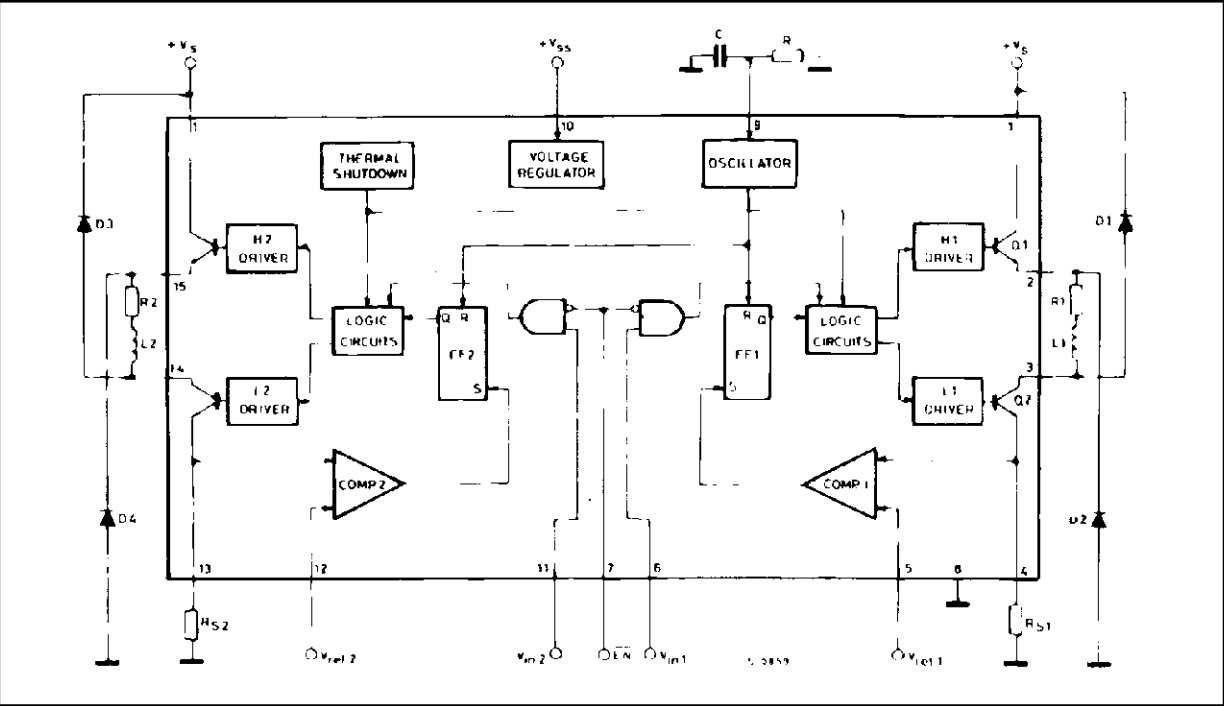 +Vs +Vss C R +Vs
1 10 9 1
THERMAL
SHUTDOWN
VOLTAGE
REGULATOR
OSCILLATOR
D3 D1
H2
DRIVER
H1
DRIVER
Q1
15 2
R2 R1
L2 L1
LOGIC
CIRCUITS
Q R
FF2
S
R Q
FF1
S
LOGIC
CIRCUITS
14 3
L2
DRIVER
L1
DRIVER
Q2
COMP 2 COMP 1
D4 D2
13 12 11 7 6 5 8 4
RS2 RS1
Vref 2 Vin 2 EN Vin 1 Vref 1